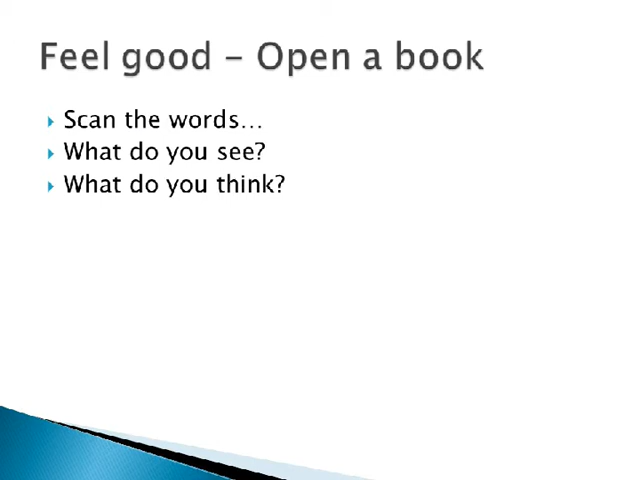 Feel good - Open a book
Scan the words...
What do you see?
What do you think?